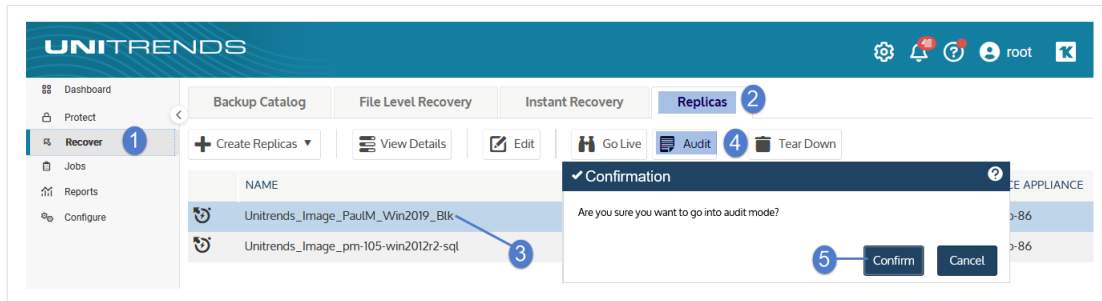 UNITRENDS
root
Dashboard
Protect
Recover 1
Jobs
Reports
Configure
Backup Catalog File Level Recovery Instant Recovery Replicas 2
Create Replicas View Details Edit Go Live Audit 4 Tear Down
NAME CE APPLIANCE
Unitrends_Image_PaulM_Win2019_Blk -86
Unitrends_Image_pm-105-win2012r2-sql -86
3
Confirmation ?
Are you sure you want to go into audit mode?
5 Confirm Cancel